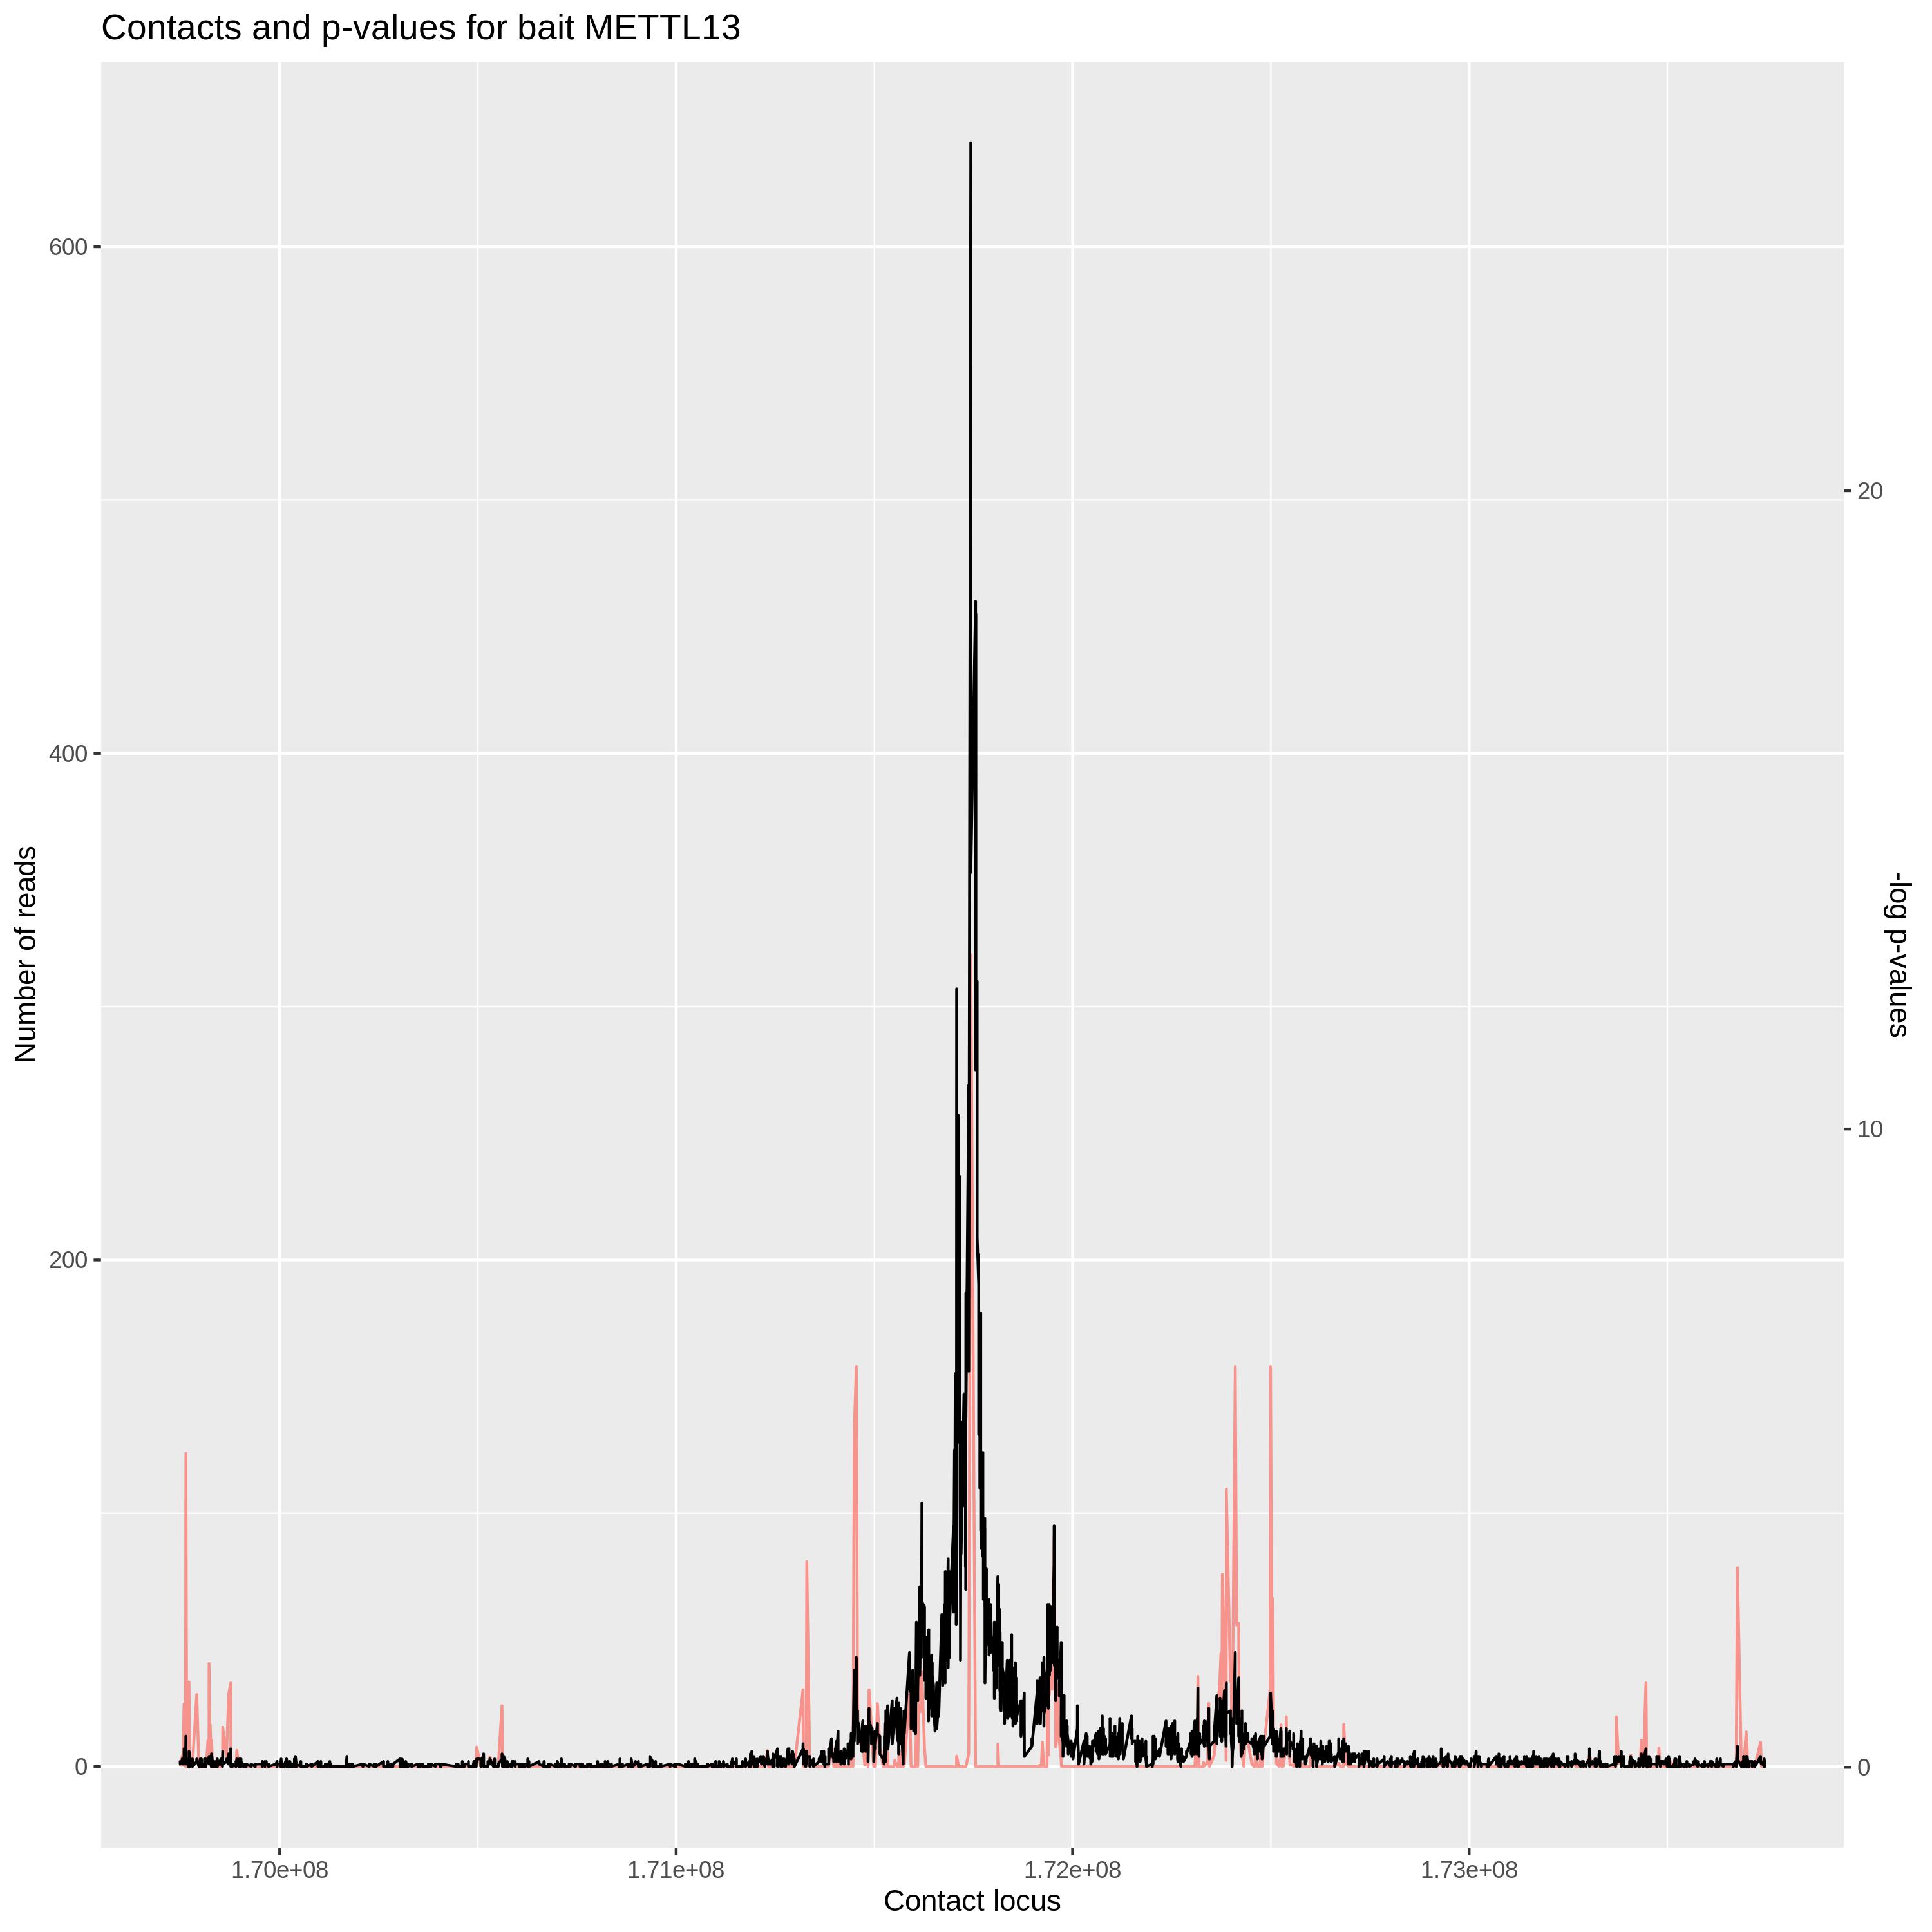 Contacts and p-values for bait METTL13
Number of reads
600
400
200
0
-log p-values
20
10
0
1.70e+08 1.71e+08 1.72e+08 1.73e+08
Contact locus